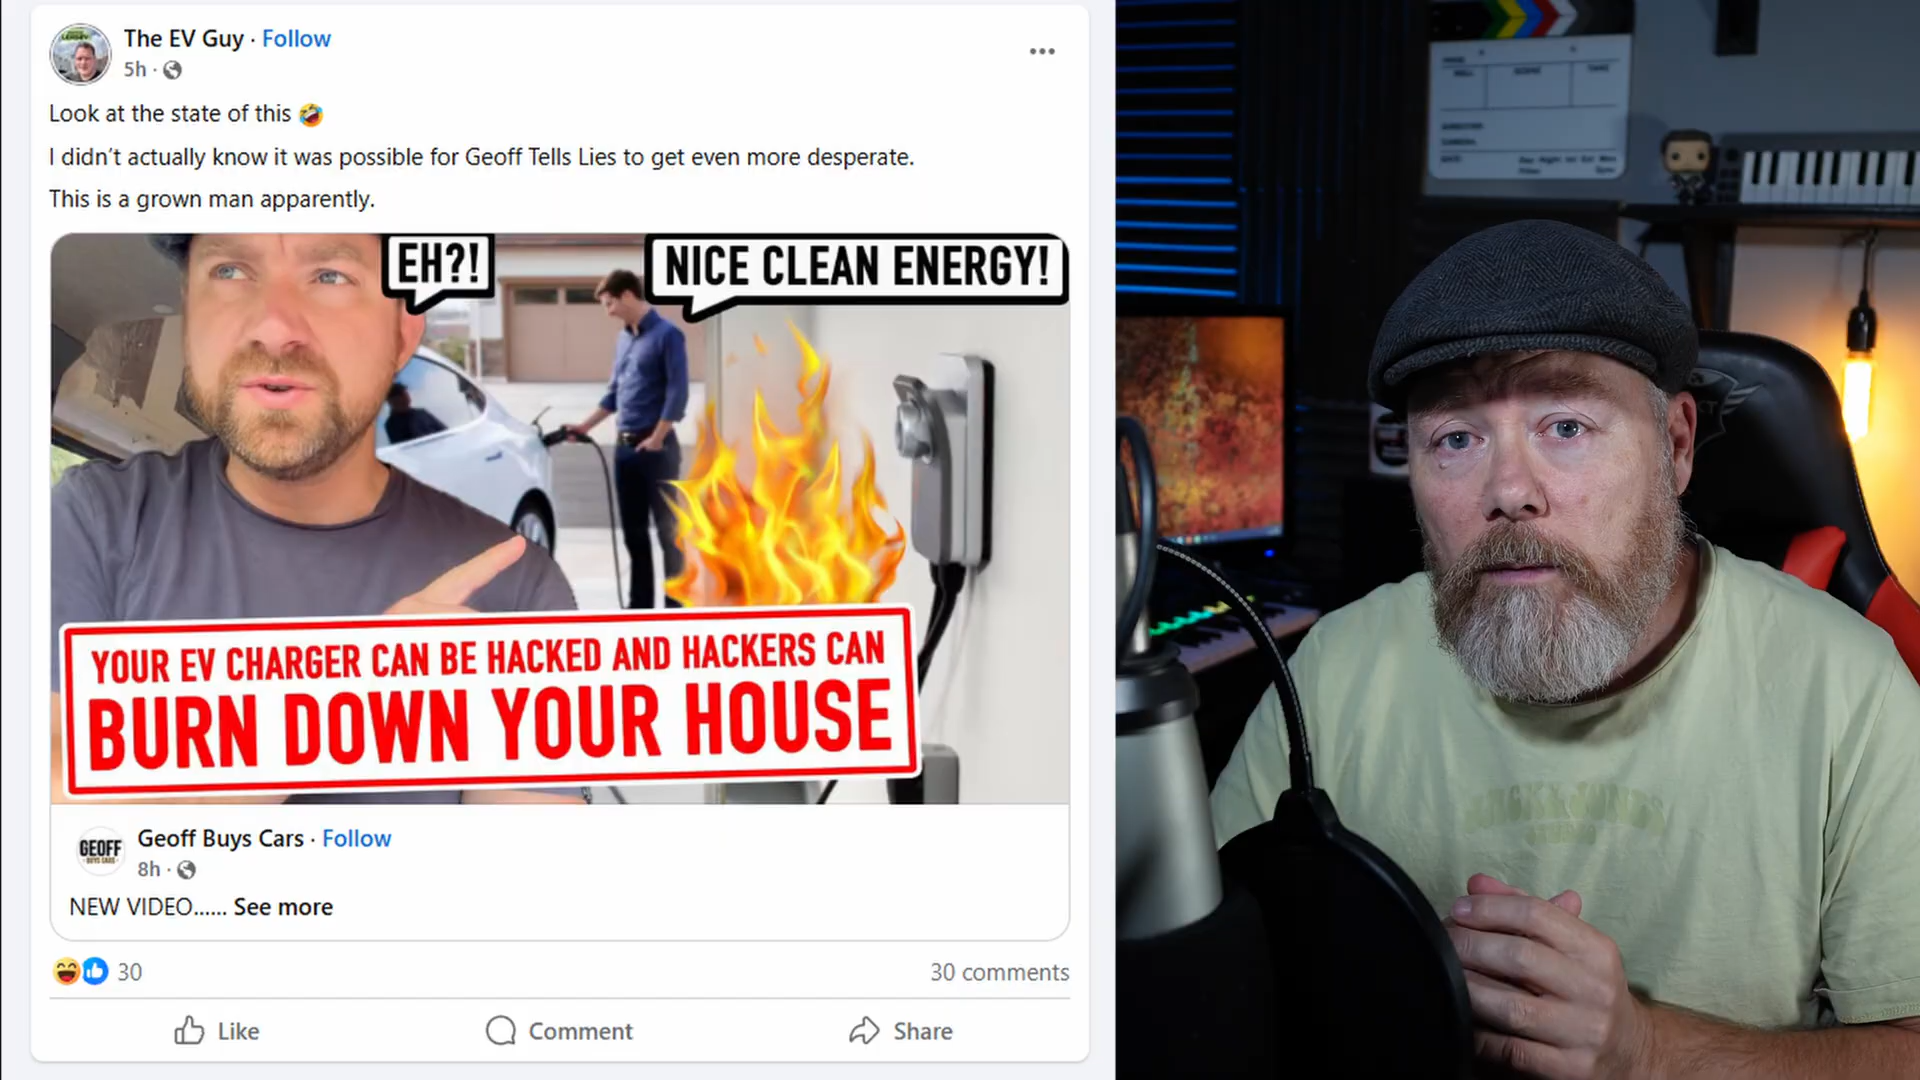 The EV Guy · Follow
5h ·
Look at the state of this 🤣
I didn't actually know it was possible for Geoff Tells Lies to get even more desperate.
This is a grown man apparently.
EH?!
NICE CLEAN ENERGY!
YOUR EV CHARGER CAN BE HACKED AND HACKERS CAN
BURN DOWN YOUR HOUSE
GEOFF
BUYS CARS
Geoff Buys Cars · Follow
8h ·
NEW VIDEO...... See more
30
30 comments
Like
Comment
Share